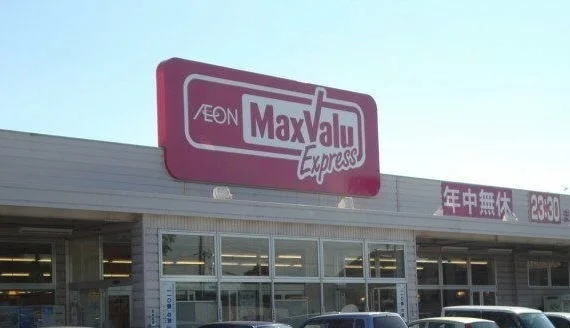 ÆON
MaxValu
Express
年中無休
23:30